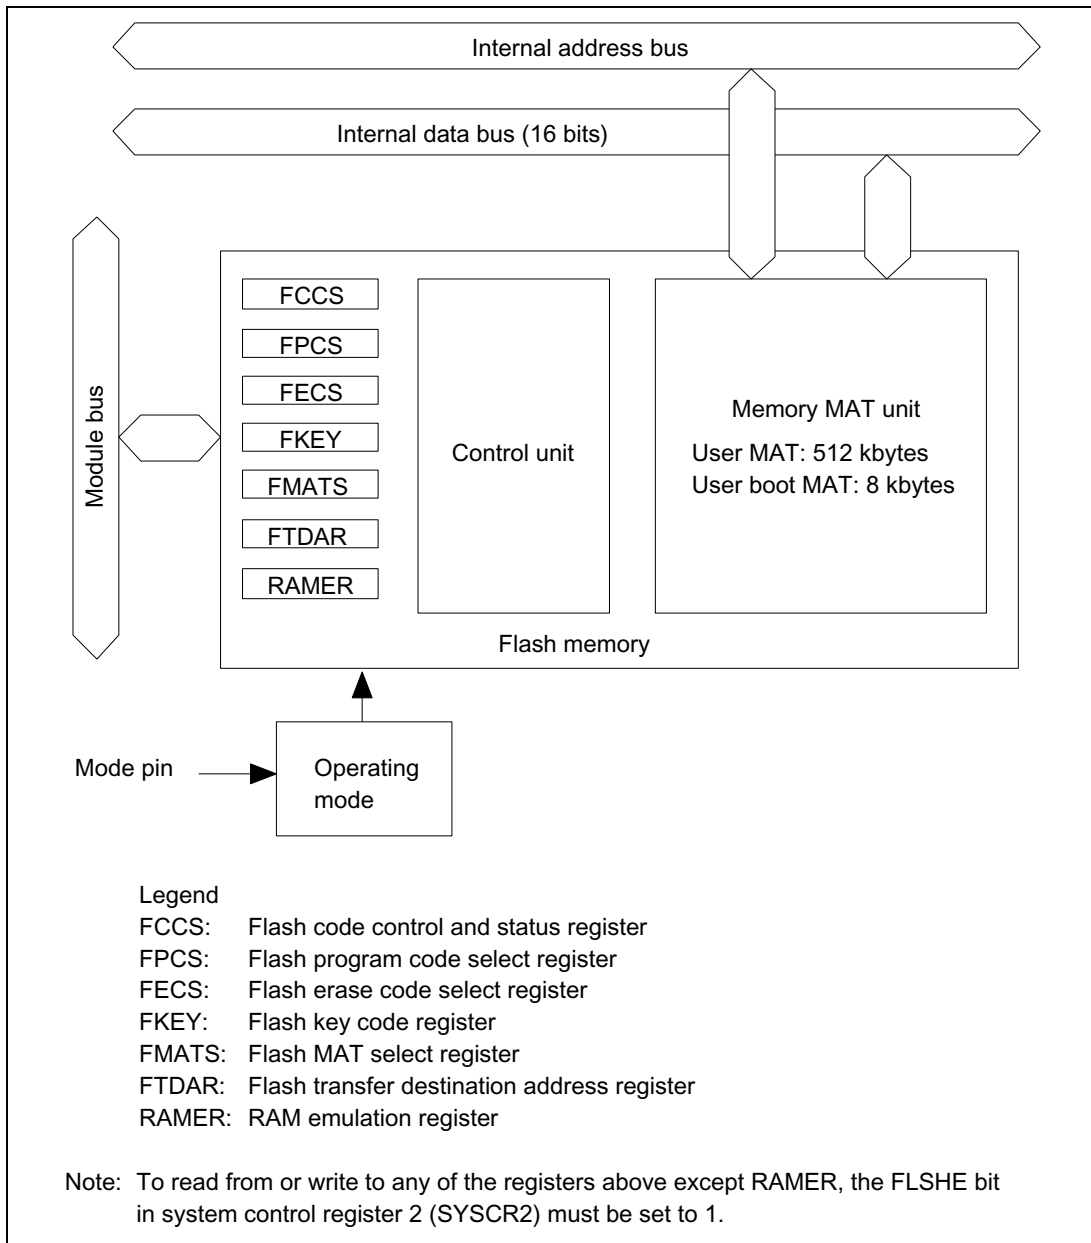 Internal address bus
Internal data bus (16 bits)
Module bus
FCCS
FPCS
FECS
FKEY
FMATS
FTDAR
RAMER
Control unit
Memory MAT unit
User MAT: 512 kbytes
User boot MAT: 8 kbytes
Flash memory
Mode pin
Operating
mode
Legend
FCCS: Flash code control and status register
FPCS: Flash program code select register
FECS: Flash erase code select register
FKEY: Flash key code register
FMATS: Flash MAT select register
FTDAR: Flash transfer destination address register
RAMER: RAM emulation register
Note: To read from or write to any of the registers above except RAMER, the FLSHE bit
in system control register 2 (SYSCR2) must be set to 1.